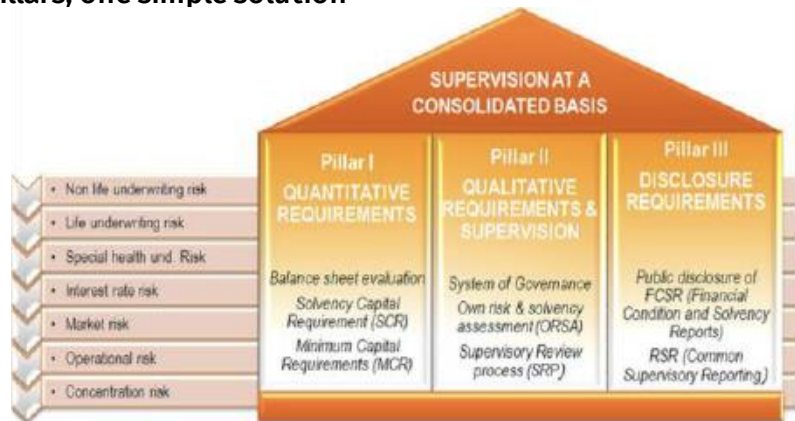 , one simple solution
SUPERVISION AT A
CONSOLIDATED BASIS
• Non life underwriting risk
• Life underwriting risk
• Special health und. Risk
• Interest rate risk
• Market risk
• Operational risk
• Concentration risk
Pillar I
QUANTITATIVE
REQUIREMENTS
Balance sheet evaluation
Solvency Capital
Requirement (SCR)
Minimum Capital
Requirements (MCR)
Pillar II
QUALITATIVE
REQUIREMENTS &
SUPERVISION
System of Governance
Own risk & solvency
assessment (ORSA)
Supervisory Review
process (SRP)
Pillar III
DISCLOSURE
REQUIREMENTS
Public disclosure of
FCSR (Financial
Condition and Solvency
Reports)
RSR (Common
Supervisory Reporting)